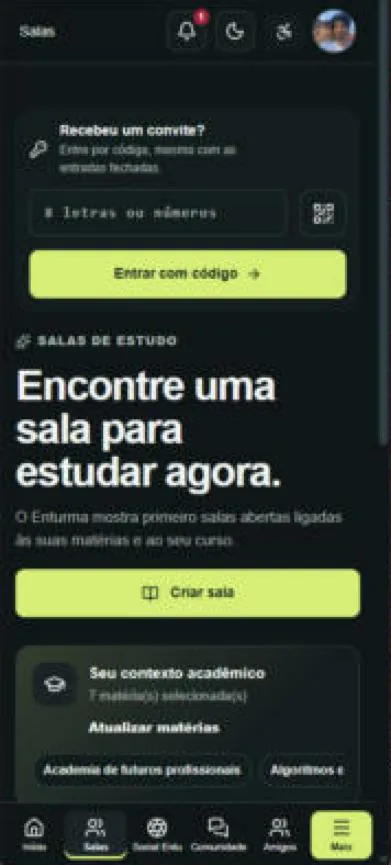 Salas
1
Recebeu um convite?
Entre por código, mesmo com as
entradas fechadas.
8 letras ou números
Entrar com código →
SALAS DE ESTUDO
Encontre uma
sala para
estudar agora.
O Enturma mostra primeiro salas abertas ligadas
às suas matérias e ao seu curso.
Criar sala
Seu contexto acadêmico
7 matéria(s) selecionada(s)
Atualizar matérias
Academia de futuros profissionais
Algoritmos e
Início
Salas
Social Entu
Comunidade
Amigos
Mais